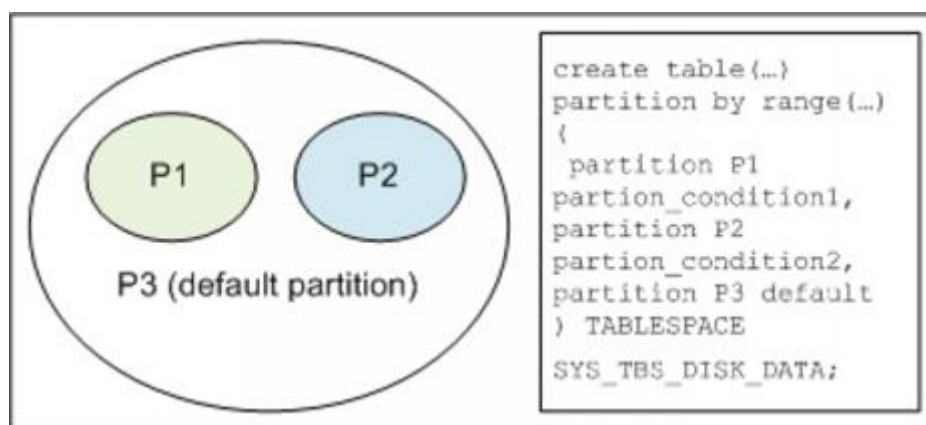 P1
P2
P3 (default partition)
create table(…)
partition by range(…)
(
partition P1
partion_condition1,
partition P2
partion_condition2,
partition P3 default
) TABLESPACE
SYS_TBS_DISK_DATA;